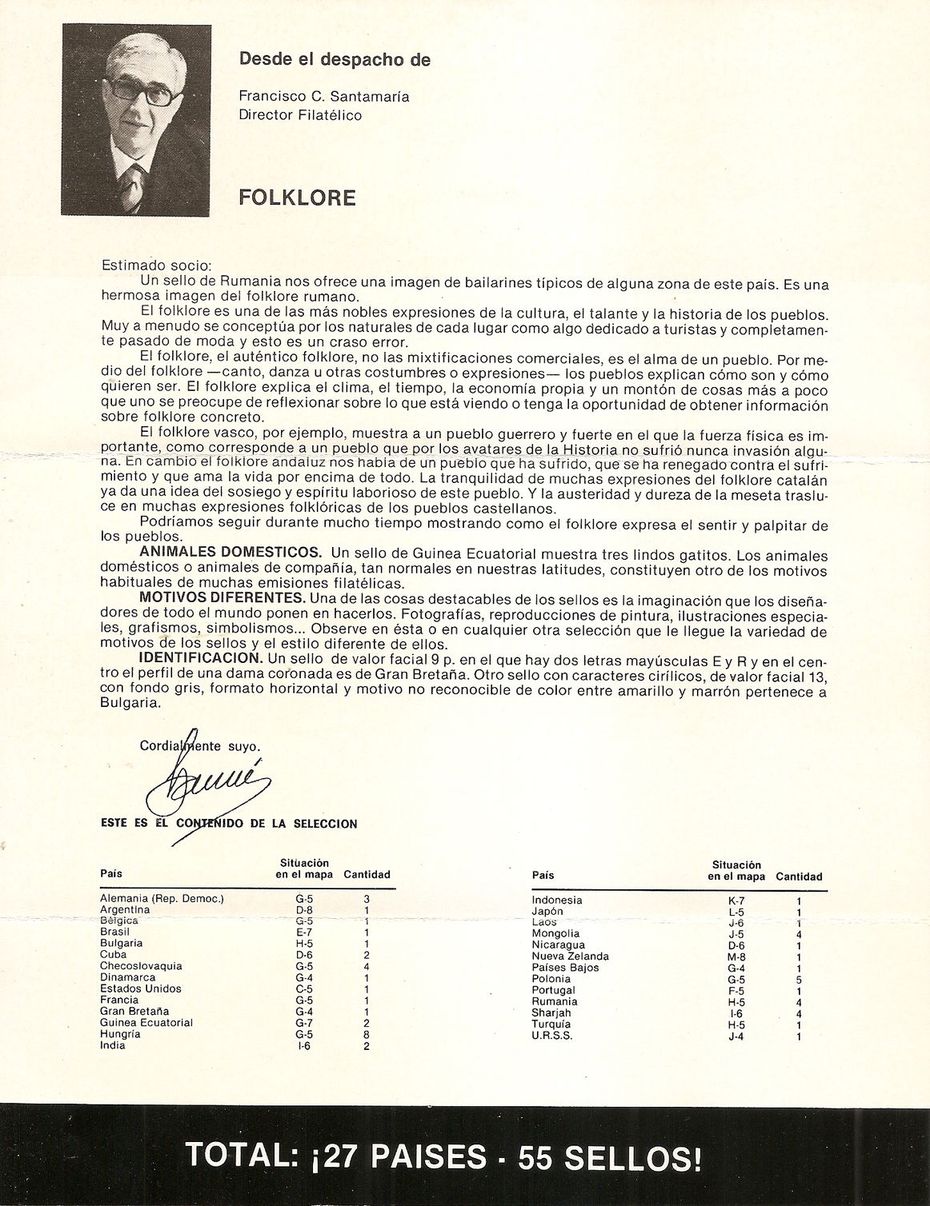 Desde el despacho de
Francisco C. Santamaría
Director Filatélico
FOLKLORE
Estimado socio:
Un sello de Rumania nos ofrece una imagen de bailarines típicos de alguna zona de este país. Es una
hermosa imagen del folklore rumano.
El folklore es una de las más nobles expresiones de la cultura, el talante y la historia de los pueblos.
Muy a menudo se conceptúa por los naturales de cada lugar como algo dedicado a turistas y completamen-
te pasado de moda y esto es un craso error.
El folklore, el auténtico folklore, no las mixtificaciones comerciales, es el alma de un pueblo. Por me-
dio del folklore —canto, danza u otras costumbres o expresiones— los pueblos explican cómo son y cómo
quieren ser. El folklore explica el clima, el tiempo, la economía propia y un montón de cosas más a poco
que uno se preocupe de reflexionar sobre lo que está viendo o tenga la oportunidad de obtener información
sobre folklore concreto.
El folklore vasco, por ejemplo, muestra a un pueblo guerrero y fuerte en el que la fuerza física es im-
portante, como corresponde a un pueblo que por los avatares de la Historia no sufrió nunca invasión algu-
na. En cambio el folklore andaluz nos habla de un pueblo que ha sufrido, que se ha renegado contra el sufri-
miento y que ama la vida por encima de todo. La tranquilidad de muchas expresiones del folklore catalán
ya da una idea del sosiego y espíritu laborioso de este pueblo. Y la austeridad y dureza de la meseta traslu-
ce en muchas expresiones folklóricas de los pueblos castellanos.
Podríamos seguir durante mucho tiempo mostrando como el folklore expresa el sentir y palpitar de
los pueblos.
ANIMALES DOMESTICOS. Un sello de Guinea Ecuatorial muestra tres lindos gatitos. Los animales
domésticos o animales de compañía, tan normales en nuestras latitudes, constituyen otro de los motivos
habituales de muchas emisiones filatélicas.
MOTIVOS DIFERENTES. Una de las cosas destacables de los sellos es la imaginación que los diseña-
dores de todo el mundo ponen en hacerlos. Fotografías, reproducciones de pintura, ilustraciones especia-
les, grafismos, simbolismos... Observe en ésta o en cualquier otra selección que le llegue la variedad de
motivos de los sellos y el estilo diferente de ellos.
IDENTIFICACION. Un sello de valor facial 9 p. en el que hay dos letras mayúsculas E y R y en el cen-
tro el perfil de una dama coronada es de Gran Bretaña. Otro sello con caracteres cirílicos, de valor facial 13,
con fondo gris, formato horizontal y motivo no reconocible de color entre amarillo y marrón pertenece a
Bulgaria.
Cordialmente suyo.
ESTE ES EL CONTENIDO DE LA SELECCION
País Situación en el mapa Cantidad
Alemania (Rep. Democ.) G-5 3
Argentina D-8 1
Bélgica G-5 1
Brasil E-7 1
Bulgaria H-5 1
Cuba D-6 2
Checoslovaquia G-5 4
Dinamarca G-4 1
Estados Unidos C-5 1
Francia G-5 1
Gran Bretaña G-4 1
Guinea Ecuatorial G-7 2
Hungría G-5 8
India I-6 2
País Situación en el mapa Cantidad
Indonesia K-7 1
Japón L-5 1
Laos J-6 1
Mongolia J-5 4
Nicaragua D-6 1
Nueva Zelanda M-8 1
Países Bajos G-4 1
Polonia G-5 5
Portugal F-5 1
Rumania H-5 4
Sharjah I-6 4
Turquía H-5 1
U.R.S.S. J-4 1
TOTAL: ¡27 PAISES - 55 SELLOS!